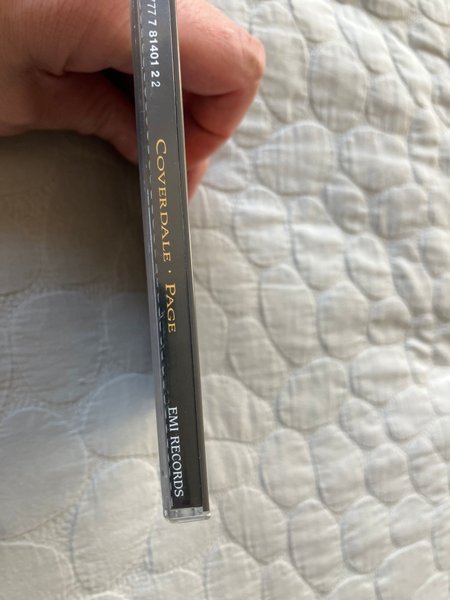 777 7 81401 2 2
COVERDALE · PAGE
EMI RECORDS